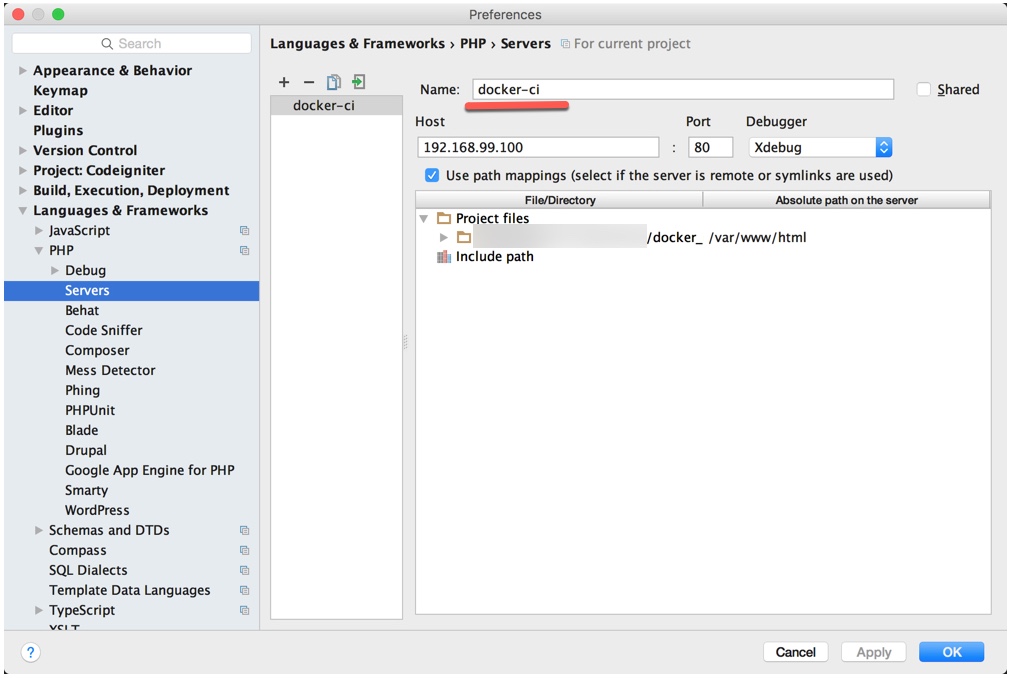 Preferences
Search
Appearance & Behavior
Keymap
Editor
Plugins
Version Control
Project: Codeigniter
Build, Execution, Deployment
Languages & Frameworks
JavaScript
PHP
Debug
Servers
Behat
Code Sniffer
Composer
Mess Detector
Phing
PHPUnit
Blade
Drupal
Google App Engine for PHP
Smarty
WordPress
Schemas and DTDs
Compass
SQL Dialects
Template Data Languages
TypeScript
XSLT
Languages & Frameworks › PHP › Servers For current project
docker-ci
Name: docker-ci Shared
Host Port Debugger
192.168.99.100 : 80 Xdebug
Use path mappings (select if the server is remote or symlinks are used)
File/Directory Absolute path on the server
Project files
/docker_ /var/www/html
Include path
? Cancel Apply OK